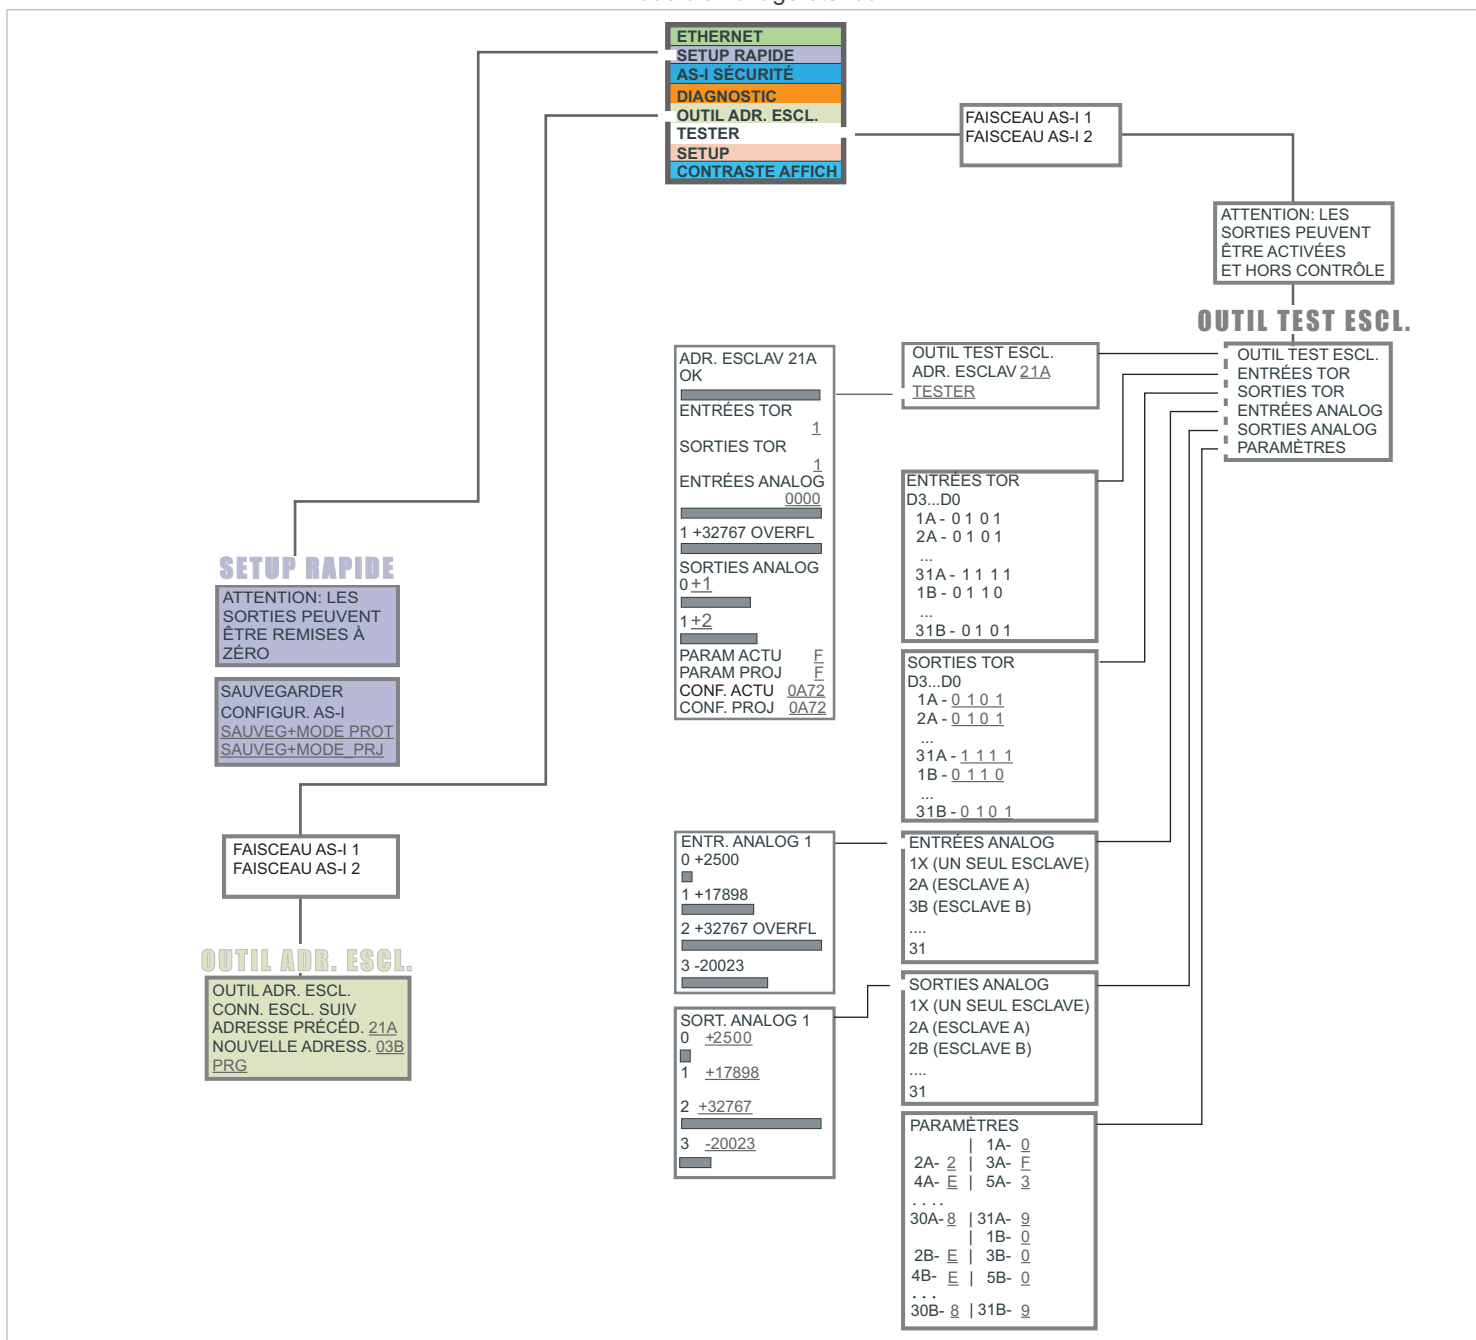 ETHERNET
SETUP RAPIDE
AS-I SÉCURITÉ
DIAGNOSTIC
OUTIL ADR. ESCL.
TESTER
SETUP
CONTRASTE AFFICH
FAISCEAU AS-I 1
FAISCEAU AS-I 2
ATTENTION: LES
SORTIES PEUVENT
ÊTRE ACTIVÉES
ET HORS CONTRÔLE
OUTIL TEST ESCL.
OUTIL TEST ESCL.
ENTRÉES TOR
SORTIES TOR
ENTRÉES ANALOG
SORTIES ANALOG
PARAMÈTRES
OUTIL TEST ESCL.
ADR. ESCLAV 21A
TESTER
ADR. ESCLAV 21A
OK
ENTRÉES TOR
1
SORTIES TOR
1
ENTRÉES ANALOG
0000
1 +32767 OVERFL
SORTIES ANALOG
0 +1
1 +2
PARAM ACTU F
PARAM PROJ F
CONF. ACTU 0A72
CONF. PROJ 0A72
ENTRÉES TOR
D3...D0
1A - 0 1 0 1
2A - 0 1 0 1
...
31A - 1 1 1 1
1B - 0 1 1 0
...
31B - 0 1 0 1
SORTIES TOR
D3...D0
1A - 0 1 0 1
2A - 0 1 0 1
...
31A - 1 1 1 1
1B - 0 1 1 0
...
31B - 0 1 0 1
ENTR. ANALOG 1
0 +2500
1 +17898
2 +32767 OVERFL
3 -20023
ENTRÉES ANALOG
1X (UN SEUL ESCLAVE)
2A (ESCLAVE A)
3B (ESCLAVE B)
....
31
SORT. ANALOG 1
0 +2500
1 +17898
2 +32767
3 -20023
SORTIES ANALOG
1X (UN SEUL ESCLAVE)
2A (ESCLAVE A)
2B (ESCLAVE B)
....
31
PARAMÈTRES
| 1A- 0
2A- 2 | 3A- F
4A- E | 5A- 3
. . . .
30A- 8 | 31A- 9
| 1B- 0
2B- E | 3B- 0
4B- E | 5B- 0
. . .
30B- 8 | 31B- 9
SETUP RAPIDE
ATTENTION: LES
SORTIES PEUVENT
ÊTRE REMISES À
ZÉRO
SAUVEGARDER
CONFIGUR. AS-I
SAUVEG+MODE PROT
SAUVEG+MODE_PRJ
FAISCEAU AS-I 1
FAISCEAU AS-I 2
OUTIL ADR. ESCL.
OUTIL ADR. ESCL.
CONN. ESCL. SUIV
ADRESSE PRÉCÉD. 21A
NOUVELLE ADRESS. 03B
PRG